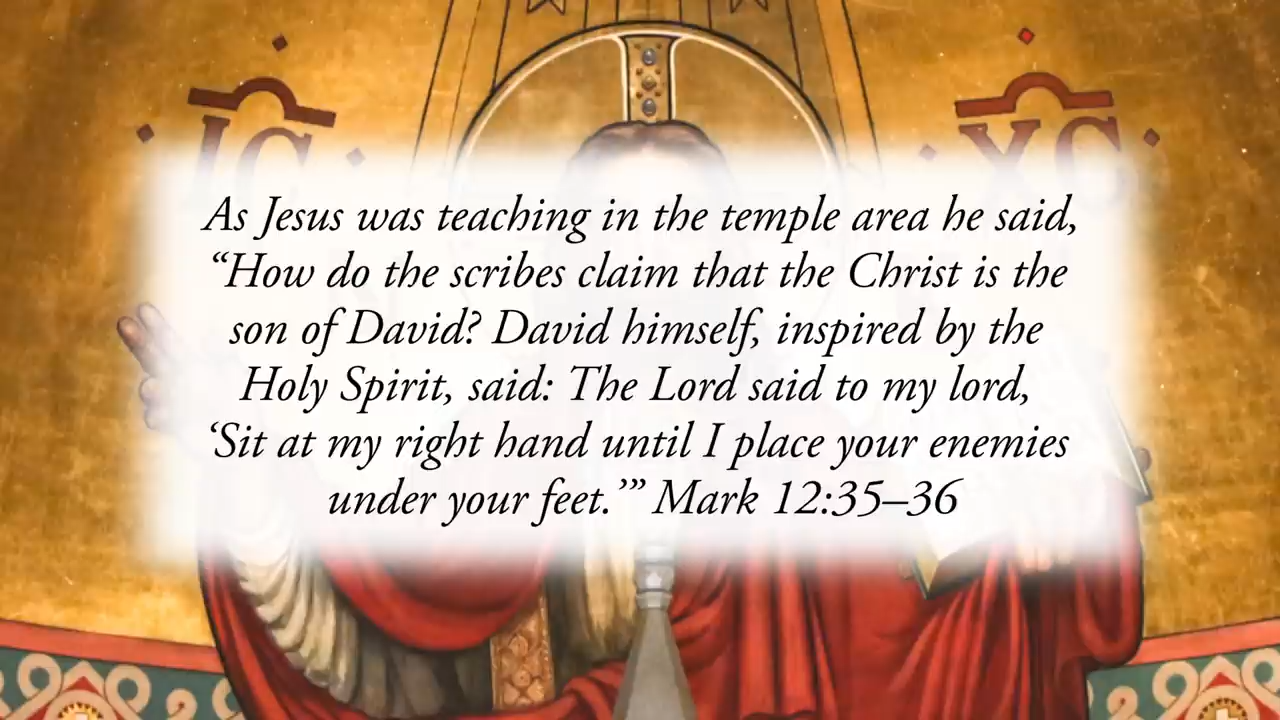 IC XC
As Jesus was teaching in the temple area he said,
“How do the scribes claim that the Christ is the
son of David? David himself, inspired by the
Holy Spirit, said: The Lord said to my lord,
‘Sit at my right hand until I place your enemies
under your feet.’” Mark 12:35–36